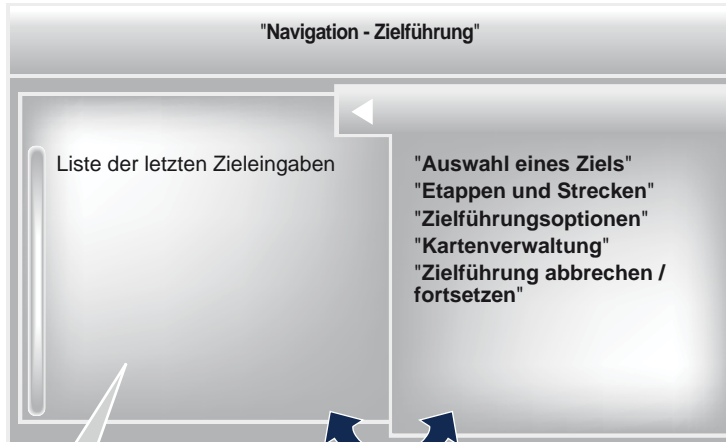 "Navigation - Zielführung"
Liste der letzten Zieleingaben
"Auswahl eines Ziels"
"Etappen und Strecken"
"Zielführungsoptionen"
"Kartenverwaltung"
"Zielführung abbrechen /
fortsetzen"